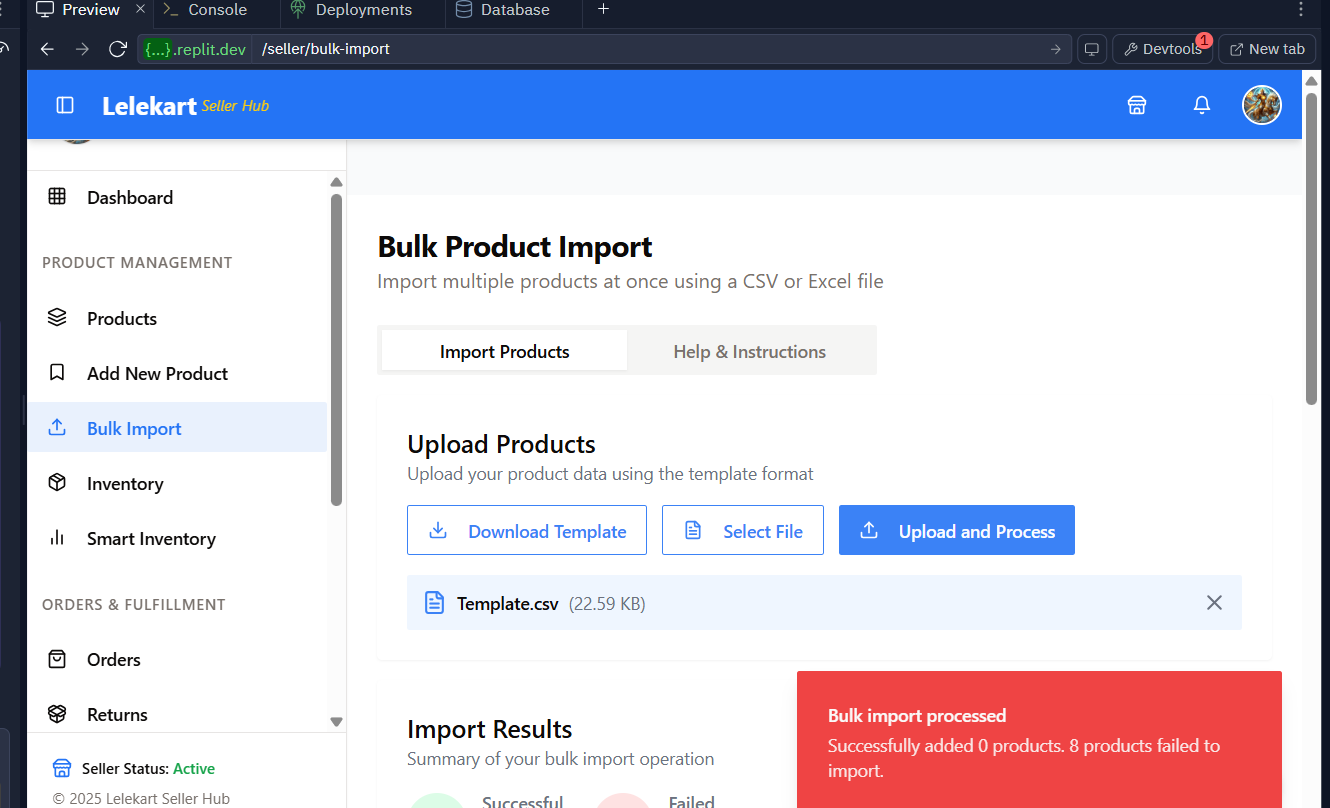 Preview
Console
Deployments
Database
{...}.replit.dev /seller/bulk-import
Devtools 1
New tab
Lelekart Seller Hub
Dashboard
PRODUCT MANAGEMENT
Products
Add New Product
Bulk Import
Inventory
Smart Inventory
ORDERS & FULFILLMENT
Orders
Returns
Seller Status: Active
© 2025 Lelekart Seller Hub
Bulk Product Import
Import multiple products at once using a CSV or Excel file
Import Products
Help & Instructions
Upload Products
Upload your product data using the template format
Download Template
Select File
Upload and Process
Template.csv (22.59 KB)
Import Results
Summary of your bulk import operation
Successful
Failed
Bulk import processed
Successfully added 0 products. 8 products failed to
import.